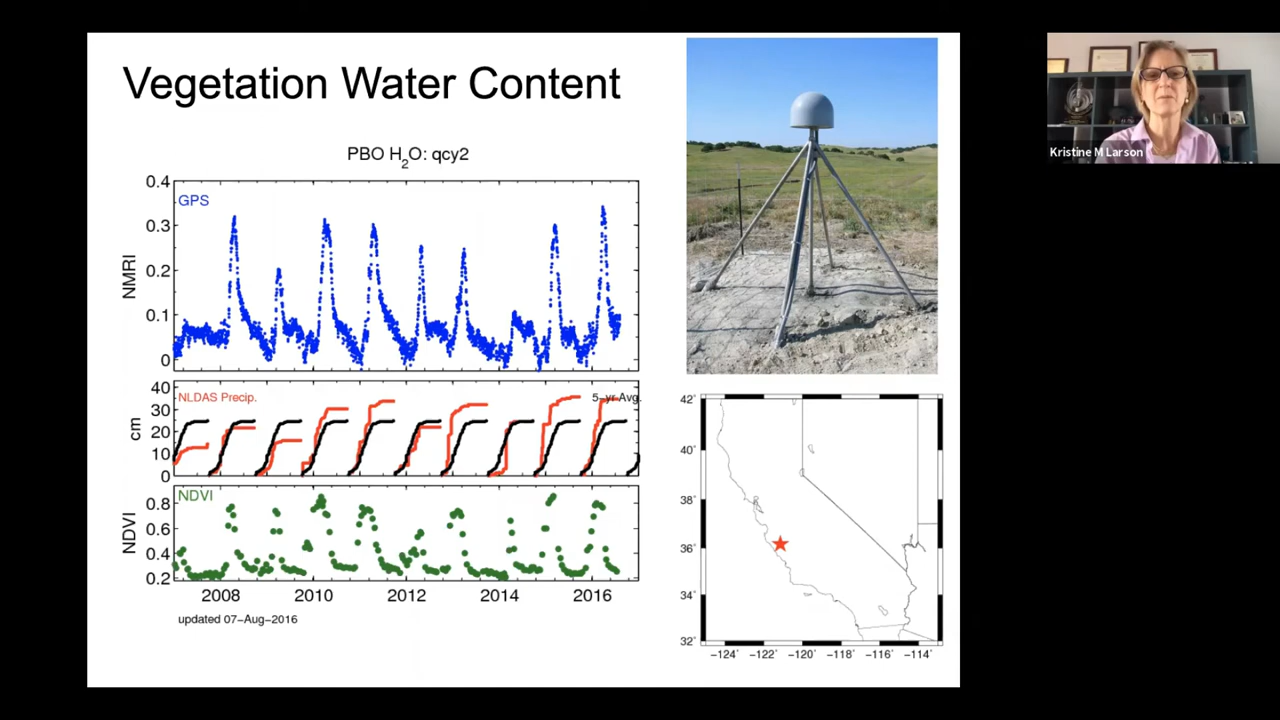 Vegetation Water Content
PBO H2O: qcy2
GPS
NMRI
0.4
0.3
0.2
0.1
0
NLDAS Precip.
5-yr Avg.
cm
40
30
20
10
0
NDVI
NDVI
0.8
0.6
0.4
0.2
2008 2010 2012 2014 2016
updated 07-Aug-2016
42°
40°
38°
36°
34°
32°
-124° -122° -120° -118° -116° -114°
Kristine M Larson